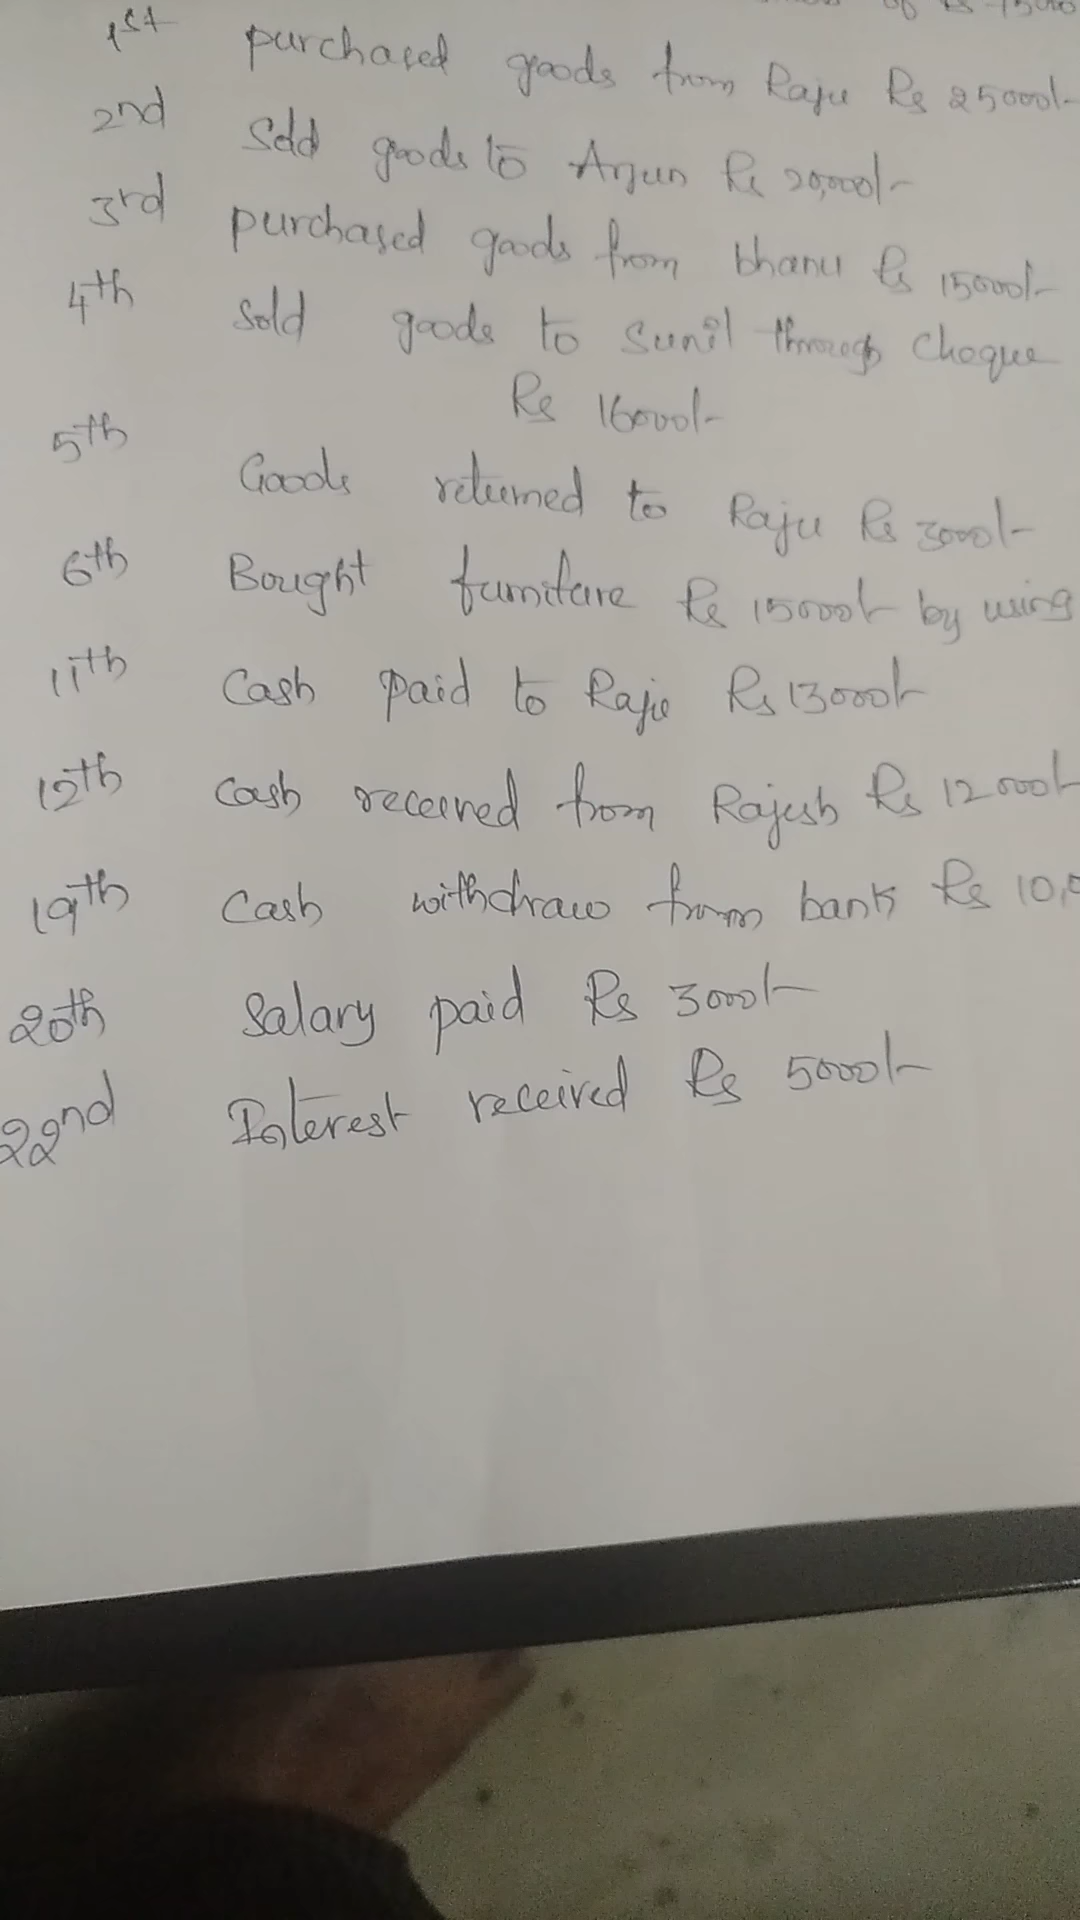 of Rs
1st purchased goods from Raju Rs 25000/-
2nd Sold goods to Arjun Rs 20,000/-
3rd purchased goods from bhanu Rs 15000/-
4th Sold goods to Sunil through Cheque
Rs 16000/-
5th Goods returned to Raju Rs 3000/-
6th Bought furniture Rs 15000/- by using
11th Cash paid to Raju Rs 13000/-
12th Cash received from Rajesh Rs 12000/-
19th Cash withdraw from bank Rs 10,
20th Salary paid Rs 3000/-
22nd Interest received Rs 5000/-